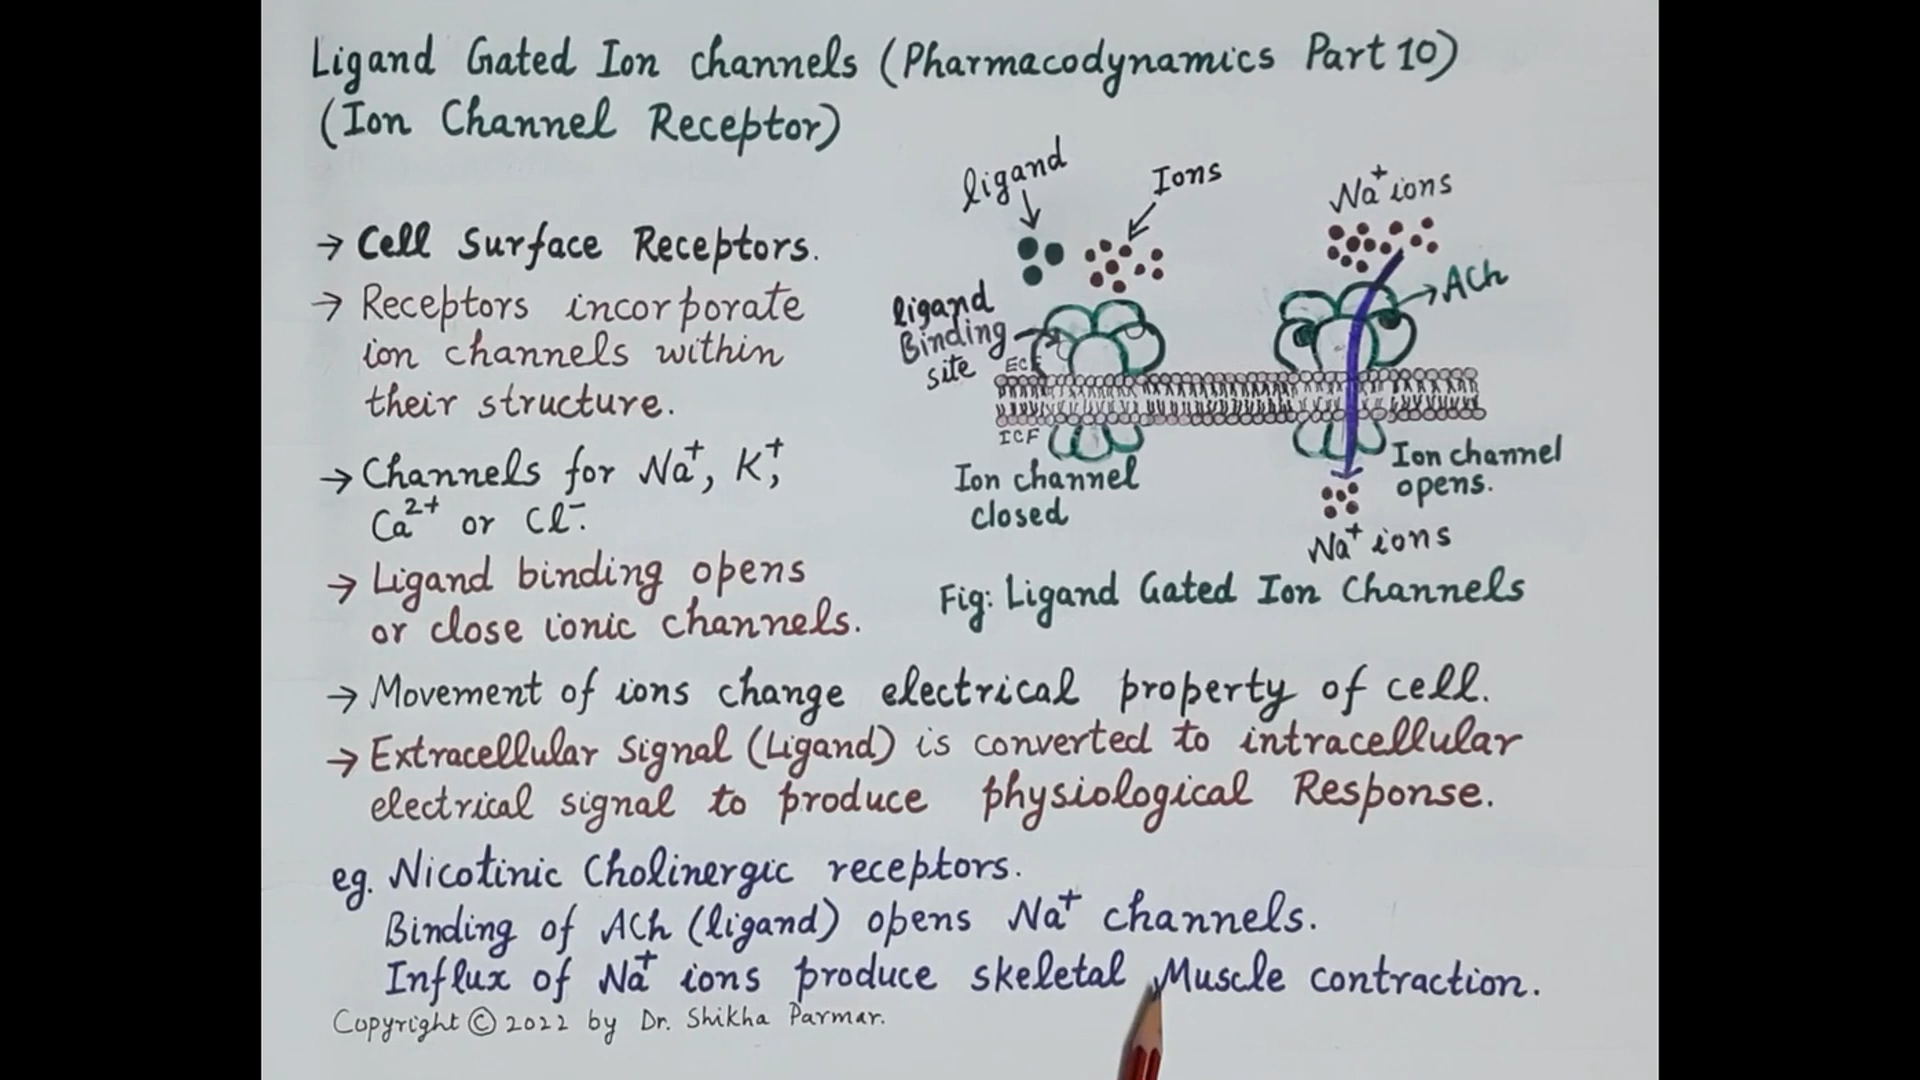 Ligand Gated Ion channels (Pharmacodynamics Part 10)
(Ion Channel Receptor)
→ Cell Surface Receptors.
→ Receptors incorporate
ion channels within
their structure.
→ Channels for Na⁺, K⁺,
Ca²⁺ or Cl⁻.
→ Ligand binding opens
or close ionic channels.
ligand
Ions
Na⁺ ions
ACh
ligand
Binding
site
ECF
ICF
Ion channel
closed
Ion channel
opens.
Na⁺ ions
Fig: Ligand Gated Ion Channels
→ Movement of ions change electrical property of cell.
→ Extracellular Signal (Ligand) is converted to intracellular
electrical signal to produce physiological Response.
eg. Nicotinic Cholinergic receptors.
Binding of ACh (ligand) opens Na⁺ channels.
Influx of Na⁺ ions produce skeletal Muscle contraction.
Copyright © 2022 by Dr. Shikha Parmar.